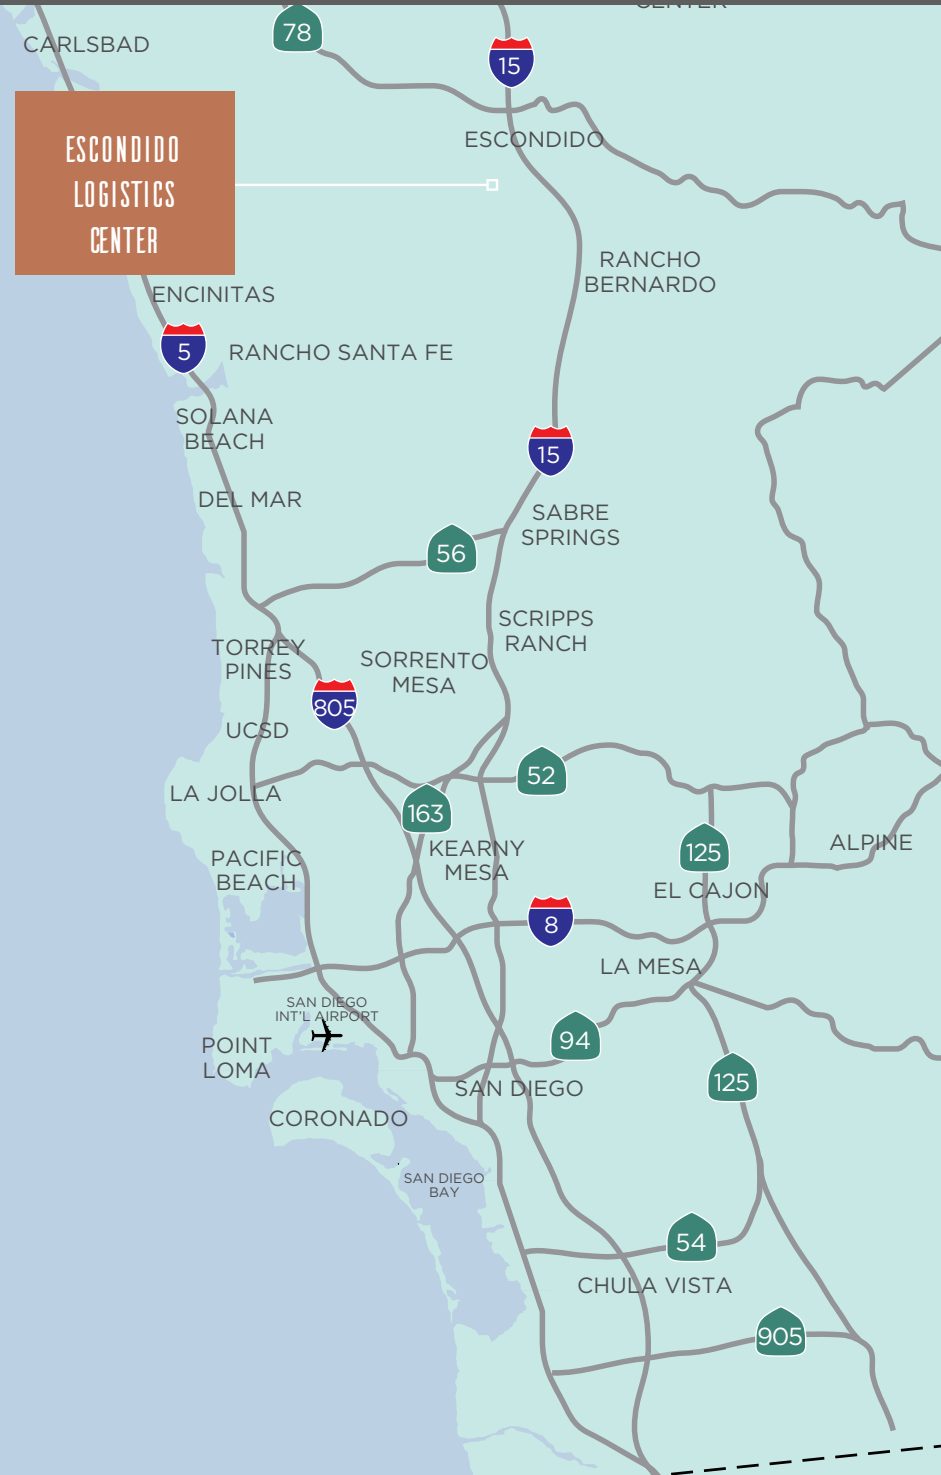 CENTER
78
CARLSBAD
15
ESCONDIDO
ESCONDIDO
LOGISTICS
CENTER
RANCHO
BERNARDO
ENCINITAS
5
RANCHO SANTA FE
SOLANA
BEACH
15
DEL MAR
SABRE
SPRINGS
56
SCRIPPS
RANCH
TORREY
PINES
SORRENTO
MESA
805
UCSD
52
LA JOLLA
163
125
ALPINE
KEARNY
MESA
PACIFIC
BEACH
EL CAJON
8
LA MESA
SAN DIEGO
INT'L AIRPORT
94
POINT
LOMA
125
SAN DIEGO
CORONADO
SAN DIEGO
BAY
54
CHULA VISTA
905